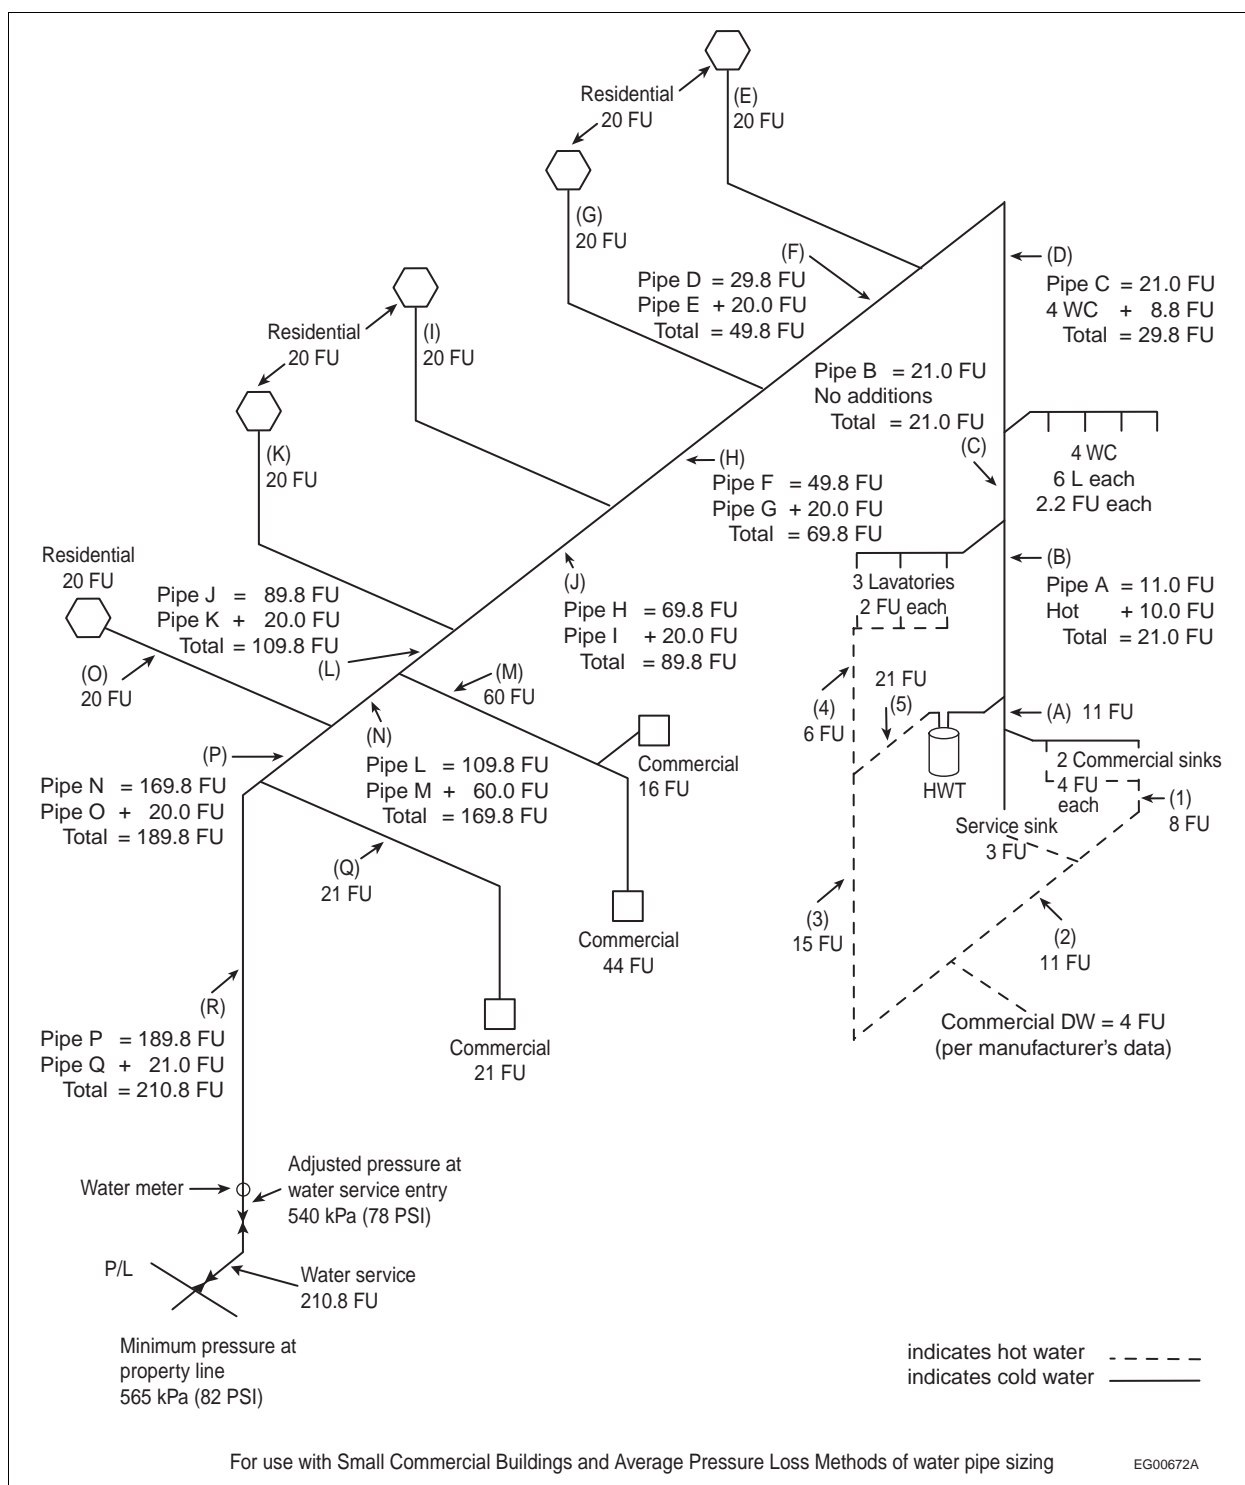 Residential
20 FU
(E)
20 FU
(G)
20 FU
(F)
Pipe D = 29.8 FU
Pipe E + 20.0 FU
Total = 49.8 FU
(D)
Pipe C = 21.0 FU
4 WC + 8.8 FU
Total = 29.8 FU
Residential
20 FU
(I)
20 FU
(K)
20 FU
Pipe B = 21.0 FU
No additions
Total = 21.0 FU
(C)
4 WC
6 L each
2.2 FU each
(H)
Pipe F = 49.8 FU
Pipe G + 20.0 FU
Total = 69.8 FU
Residential
20 FU
Pipe J = 89.8 FU
Pipe K + 20.0 FU
Total = 109.8 FU
(L)
(J)
Pipe H = 69.8 FU
Pipe I + 20.0 FU
Total = 89.8 FU
3 Lavatories
2 FU each
(B)
Pipe A = 11.0 FU
Hot + 10.0 FU
Total = 21.0 FU
(O)
20 FU
(M)
60 FU
(4)
6 FU
21 FU
(5)
(A) 11 FU
HWT
2 Commercial sinks
4 FU
each
(1)
8 FU
Service sink
3 FU
(P)
Pipe N = 169.8 FU
Pipe O + 20.0 FU
Total = 189.8 FU
(N)
Pipe L = 109.8 FU
Pipe M + 60.0 FU
Total = 169.8 FU
Commercial
16 FU
(Q)
21 FU
Commercial
44 FU
(3)
15 FU
(2)
11 FU
Commercial DW = 4 FU
(per manufacturer's data)
(R)
Pipe P = 189.8 FU
Pipe Q + 21.0 FU
Total = 210.8 FU
Commercial
21 FU
Water meter
Adjusted pressure at
water service entry
540 kPa (78 PSI)
P/L
Water service
210.8 FU
Minimum pressure at
property line
565 kPa (82 PSI)
indicates hot water
indicates cold water
For use with Small Commercial Buildings and Average Pressure Loss Methods of water pipe sizing
EG00672A